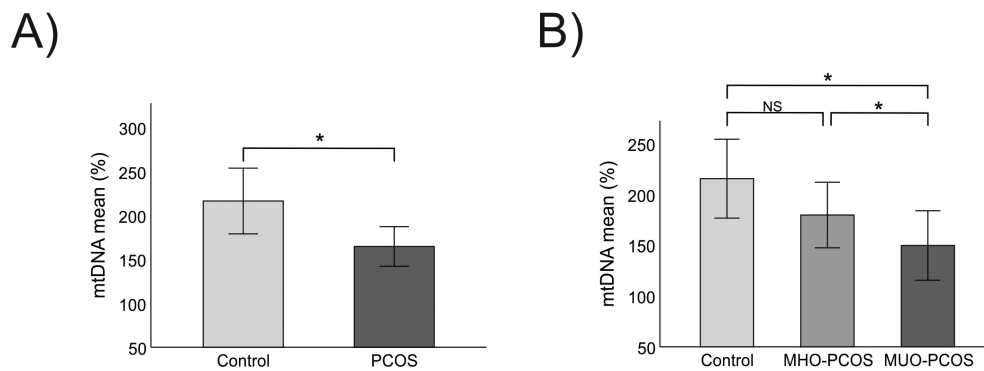 A)
mtDNA mean (%)
300
250
200
150
100
50
*
Control
PCOS
B)
mtDNA mean (%)
250
200
150
100
50
*
NS
*
Control
MHO-PCOS
MUO-PCOS